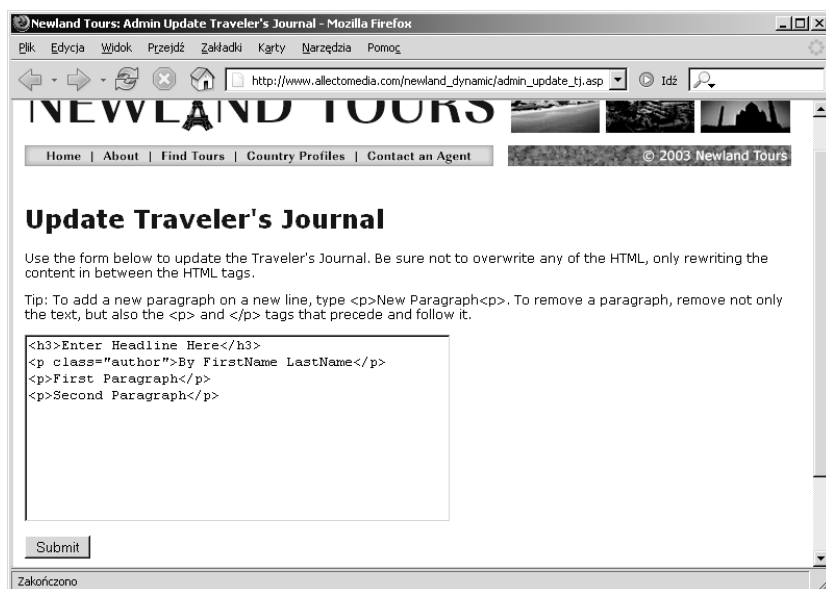 Newland Tours: Admin Update Traveler's Journal - Mozilla Firefox
Plik Edycja Widok Przejdź Zakładki Karty Narzędzia Pomoc
http://www.allectomedia.com/newland_dynamic/admin_update_tj.asp Idź
NEWLAND TOURS
Home | About | Find Tours | Country Profiles | Contact an Agent © 2003 Newland Tours
Update Traveler's Journal
Use the form below to update the Traveler's Journal. Be sure not to overwrite any of the HTML, only rewriting the
content in between the HTML tags.
Tip: To add a new paragraph on a new line, type <p>New Paragraph<p>. To remove a paragraph, remove not only
the text, but also the <p> and </p> tags that precede and follow it.
<h3>Enter Headline Here</h3>
<p class="author">By FirstName LastName</p>
<p>First Paragraph</p>
<p>Second Paragraph</p>
Submit
Zakończono